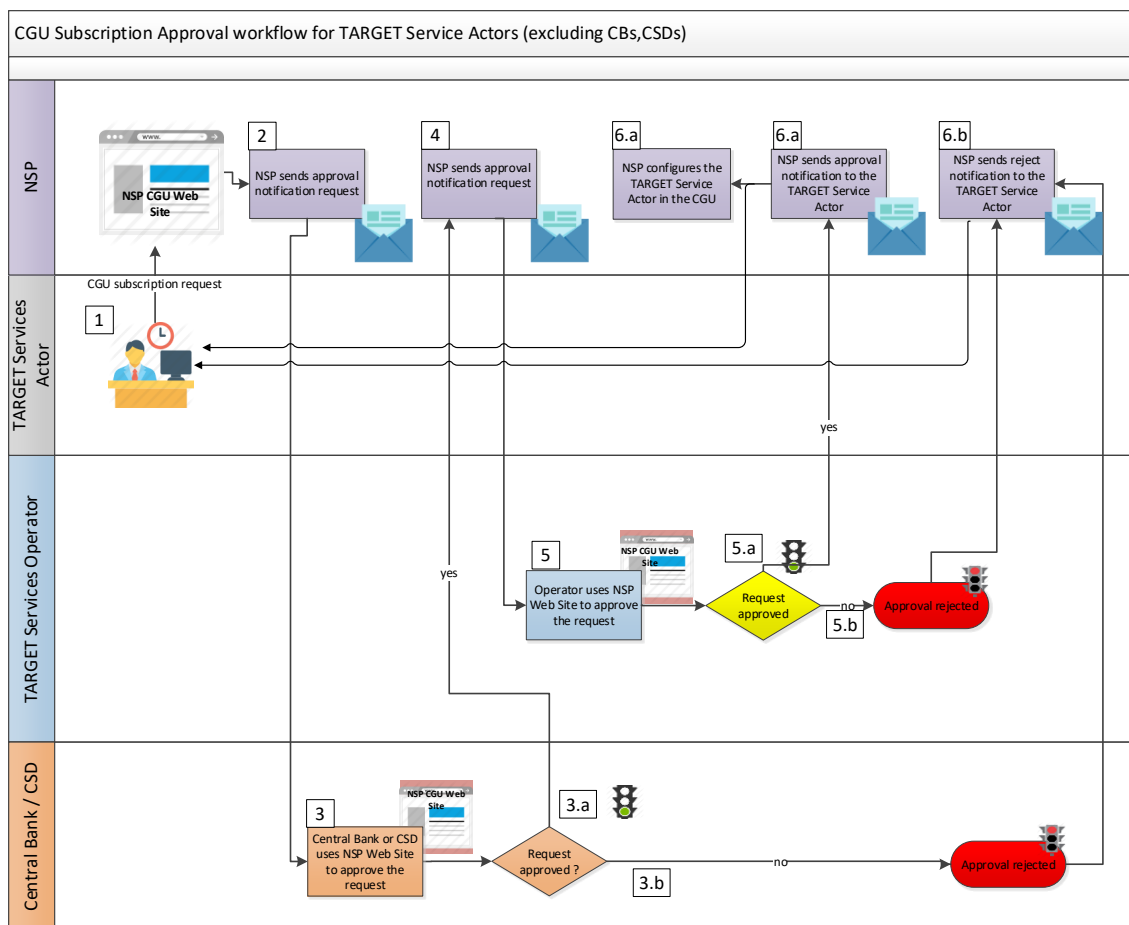 CGU Subscription Approval workflow for TARGET Service Actors (excluding CBs,CSDs)
NSP
www.
NSP CGU Web
Site
2
NSP sends approval
notification request
4
NSP sends approval
notification request
6.a
NSP configures the
TARGET Service
Actor in the CGU
6.a
NSP sends approval
notification to the
TARGET Service
Actor
6.b
NSP sends reject
notification to the
TARGET Service
Actor
TARGET Services
Actor
CGU subscription request
1
yes
TARGET Services Operator
yes
5
Operator uses NSP
Web Site to approve
the request
www.
NSP CGU Web
Site
5.a
Request
approved
no
5.b
Approval rejected
Central Bank / CSD
3
Central Bank or CSD
uses NSP Web Site
to approve the
request
NSP CGU Web
Site
3.a
Request
approved ?
no
3.b
Approval rejected